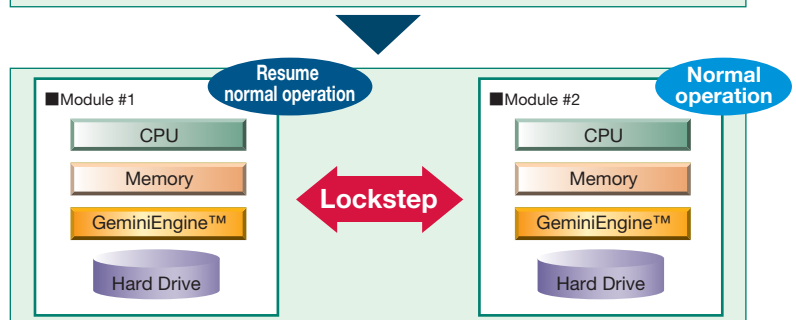 Resume
normal operation
Normal
operation
■Module #1
■Module #2
CPU
CPU
Memory
Memory
Lockstep
GeminiEngine™
GeminiEngine™
Hard Drive
Hard Drive